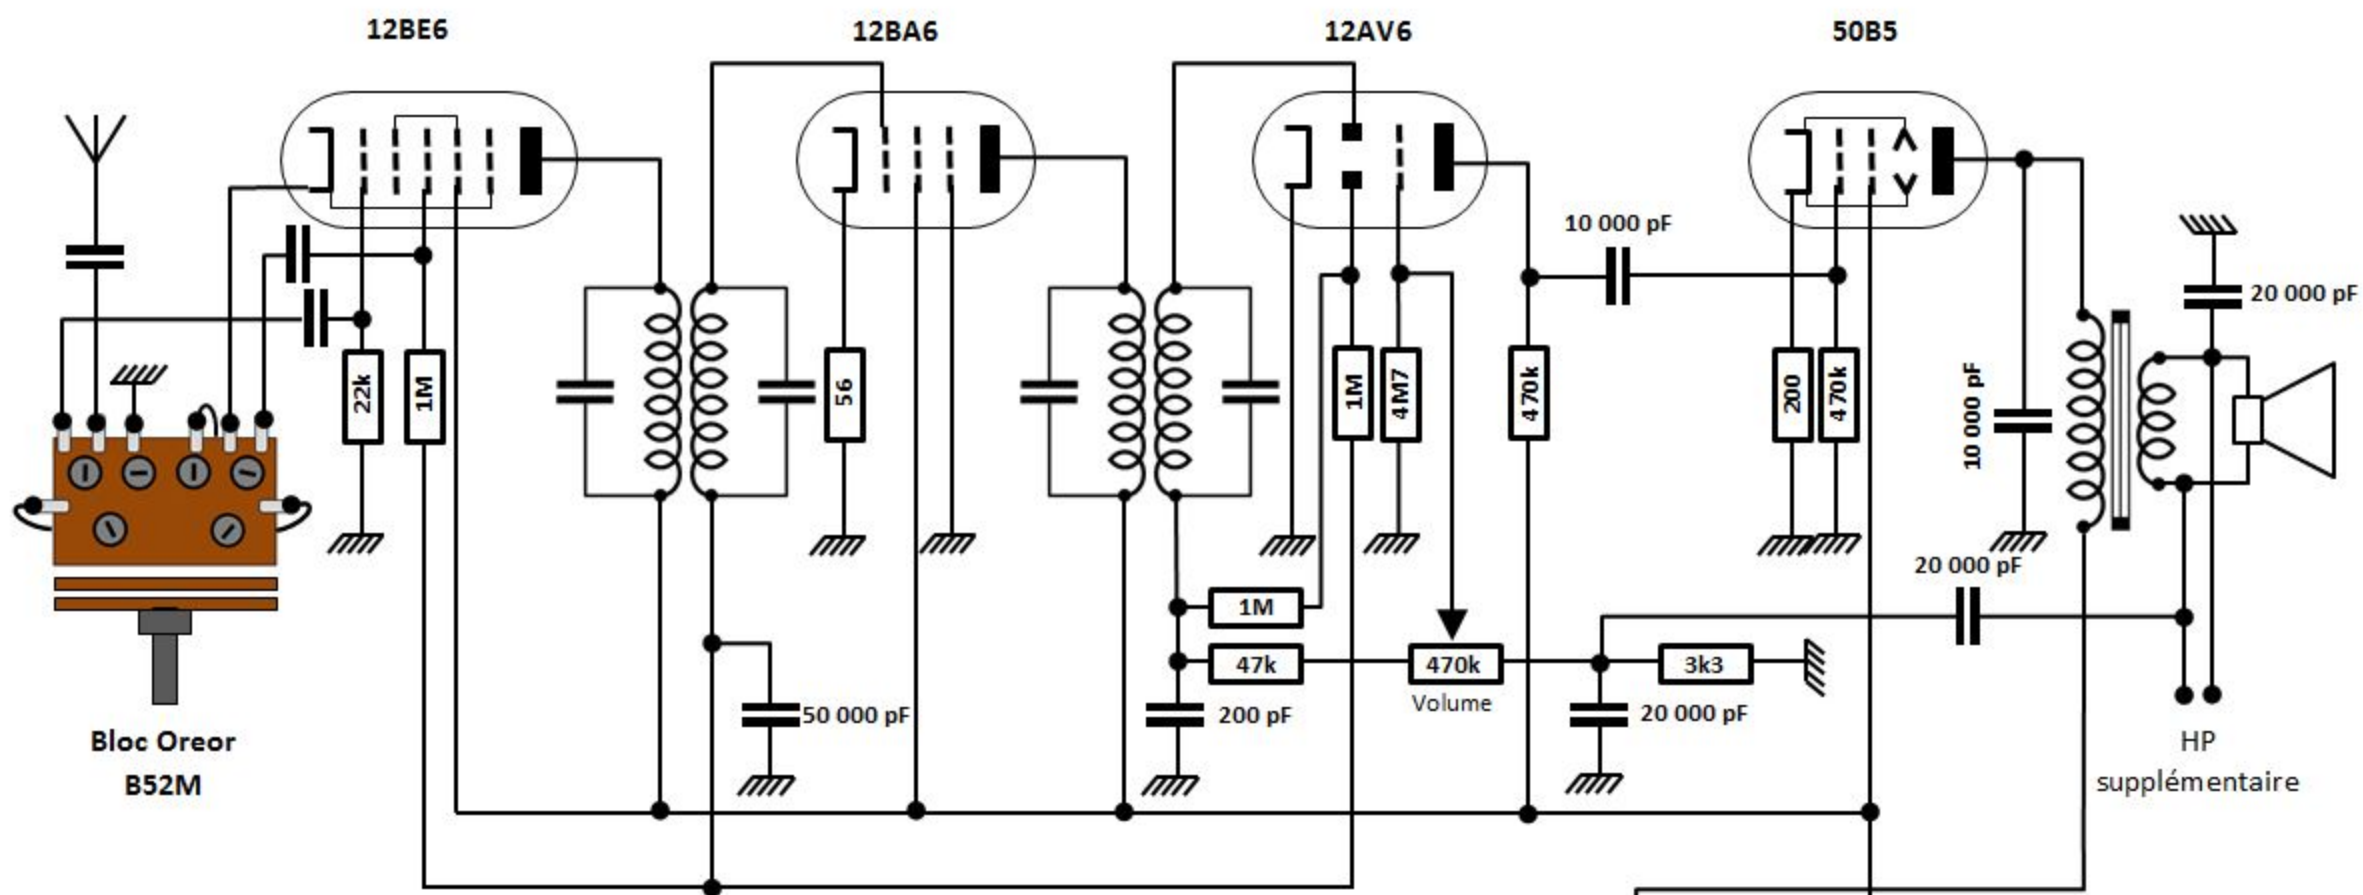 12BE6
12BA6
12AV6
50B5
10 000 pF
20 000 pF
22k
1M
56
1M
4M7
470k
200
470k
10 000 pF
20 000 pF
1M
47k
470k
3k3
Volume
50 000 pF
200 pF
20 000 pF
Bloc Oreor
B52M
HP
supplémentaire